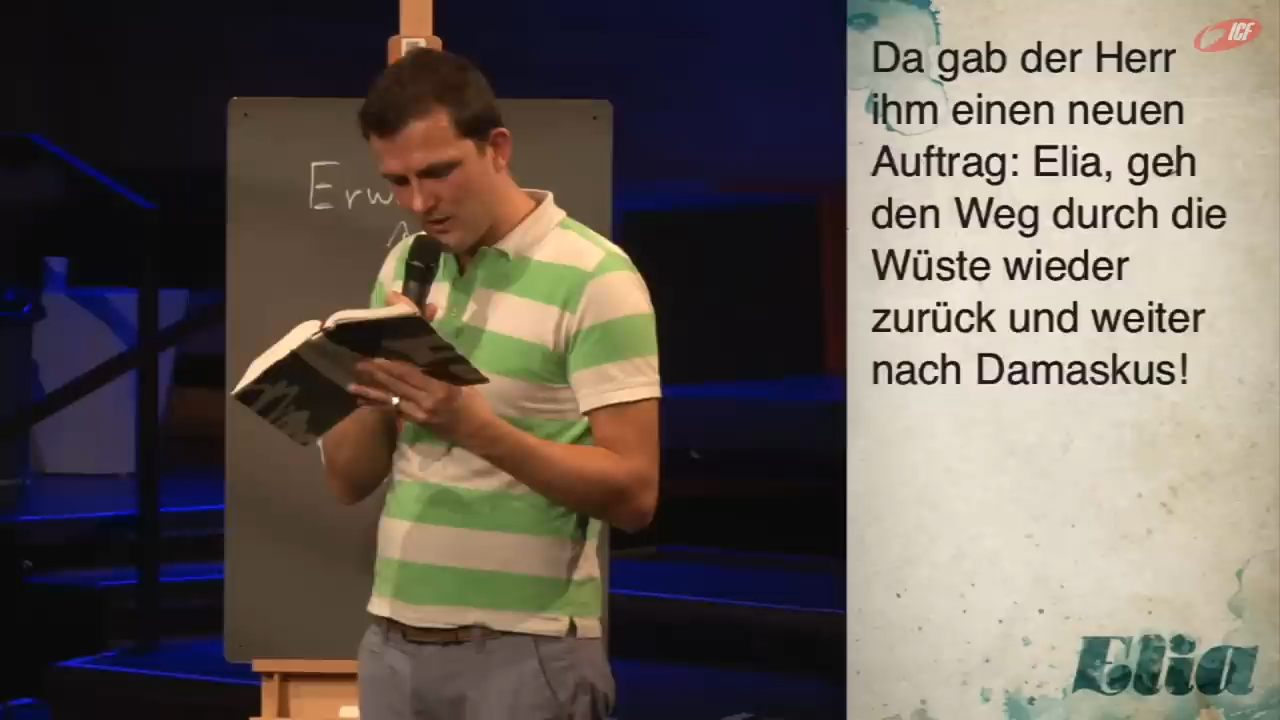 ICF
Da gab der Herr
ihm einen neuen
Auftrag: Elia, geh
den Weg durch die
Wüste wieder
zurück und weiter
nach Damaskus!
Elia
Erw